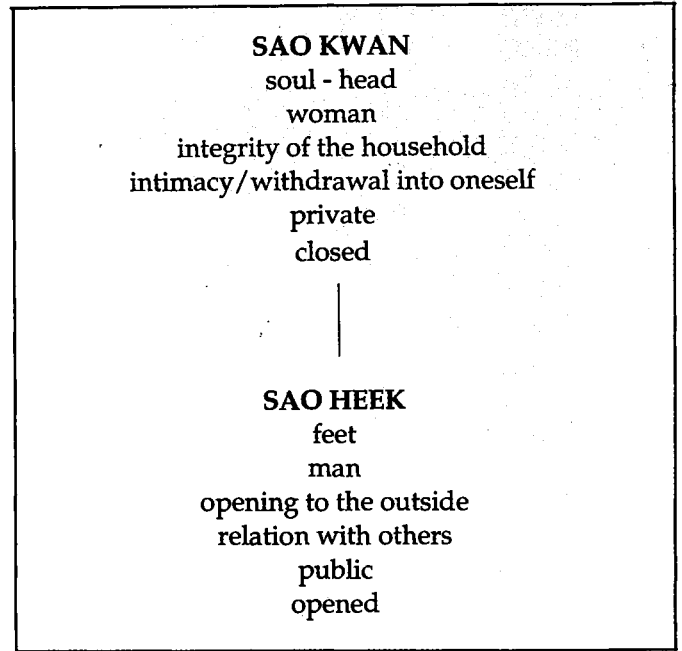 SAO KWAN
soul - head
woman
integrity of the household
intimacy/withdrawal into oneself
private
closed
SAO HEEK
feet
man
opening to the outside
relation with others
public
opened